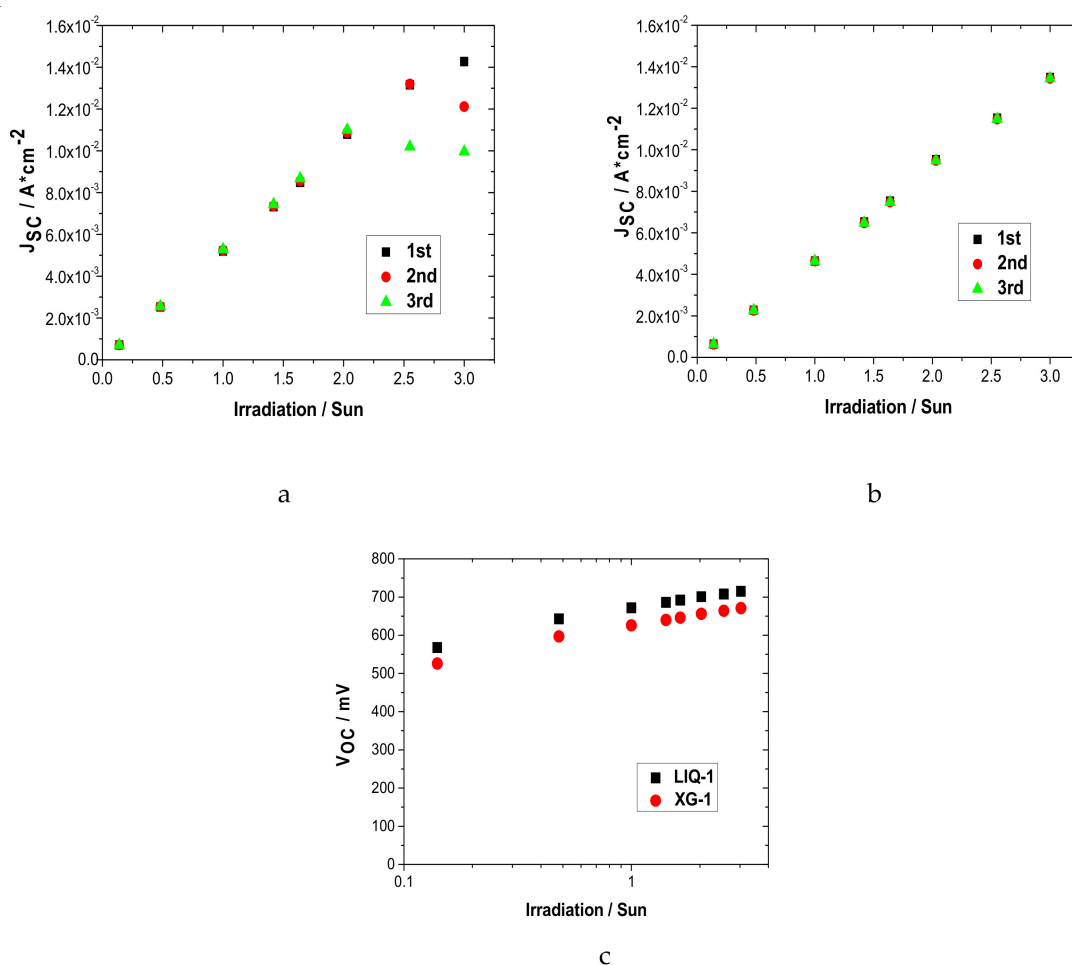 1.6x10-2
1.4x10-2
1.2x10-2
1.0x10-2
8.0x10-3
6.0x10-3
4.0x10-3
2.0x10-3
0.0
JSC / A*cm-2
0.0 0.5 1.0 1.5 2.0 2.5 3.0
Irradiation / Sun
1st
2nd
3rd
a
1.6x10-2
1.4x10-2
1.2x10-2
1.0x10-2
8.0x10-3
6.0x10-3
4.0x10-3
2.0x10-3
0.0
JSC / A*cm-2
0.0 0.5 1.0 1.5 2.0 2.5 3.0
Irradiation / Sun
1st
2nd
3rd
b
800
700
600
500
400
300
200
100
0
VOC / mV
0.1 1
Irradiation / Sun
LIQ-1
XG-1
c